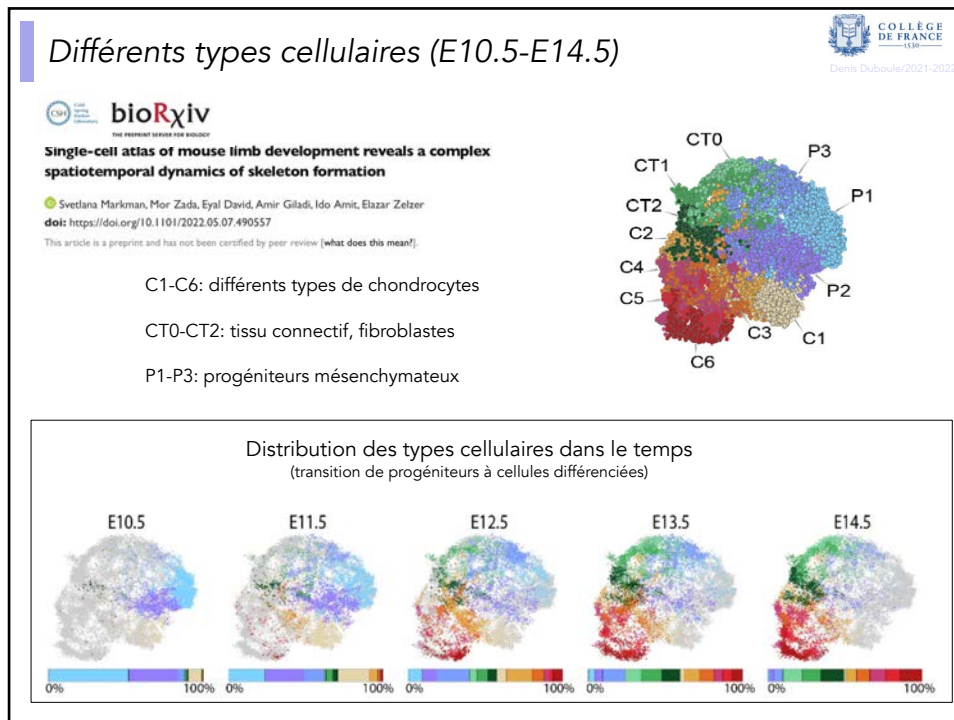 Différents types cellulaires (E10.5-E14.5)
COLLÈGE
DE FRANCE
1530
Denis Duboule/2021-2022
CSH
Cold
Spring
Harbor
Laboratory
bioRxiv
THE PREPRINT SERVER FOR BIOLOGY
Single-cell atlas of mouse limb development reveals a complex
spatiotemporal dynamics of skeleton formation
Svetlana Markman, Mor Zada, Eyal David, Amir Giladi, Ido Amit, Elazar Zelzer
doi: https://doi.org/10.1101/2022.05.07.490557
This article is a preprint and has not been certified by peer review [what does this mean?].
CT0
P3
CT1
P1
CT2
C2
C4
P2
C5
C3
C1
C6
C1-C6: différents types de chondrocytes
CT0-CT2: tissu connectif, fibroblastes
P1-P3: progéniteurs mésenchymateux
Distribution des types cellulaires dans le temps
(transition de progéniteurs à cellules différenciées)
E10.5 E11.5 E12.5 E13.5 E14.5
0% 100% 0% 100% 0% 100% 0% 100% 0% 100%